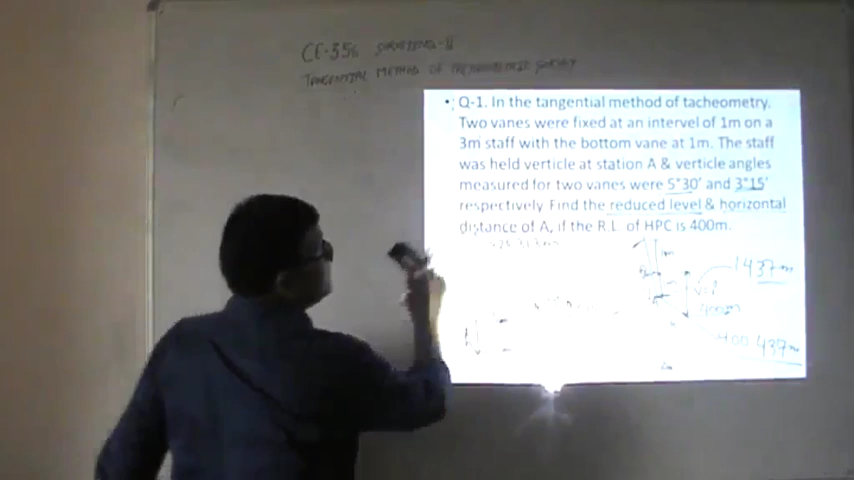 CE-356 SURVEYING-II
TANGENTIAL METHOD OF TACHEOMETRIC SURVEY
• Q-1. In the tangential method of tacheometry.
Two vanes were fixed at an intervel of 1m on a
3m staff with the bottom vane at 1m. The staff
was held verticle at station A & verticle angles
measured for two vanes were 5°30' and 3°15'
respectively. Find the reduced level & horizontal
distance of A, if the R.L. of HPC is 400m.
1m
1437m
V=?
400m
h
400.437m